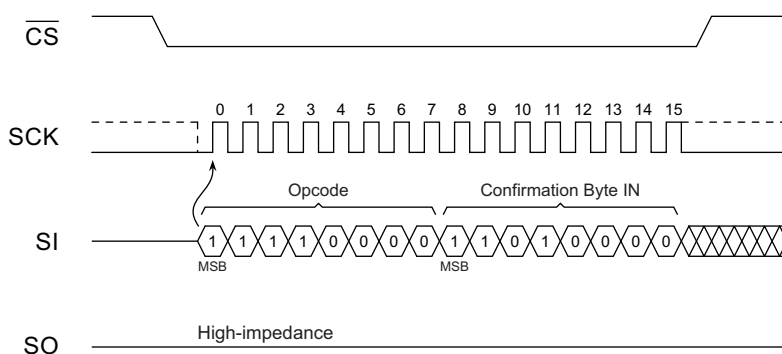 CS
0 1 2 3 4 5 6 7 8 9 10 11 12 13 14 15
SCK
Opcode Confirmation Byte IN
SI 1 1 1 1 0 0 0 0 1 1 0 1 0 0 0 0
MSB MSB
High-impedance
SO